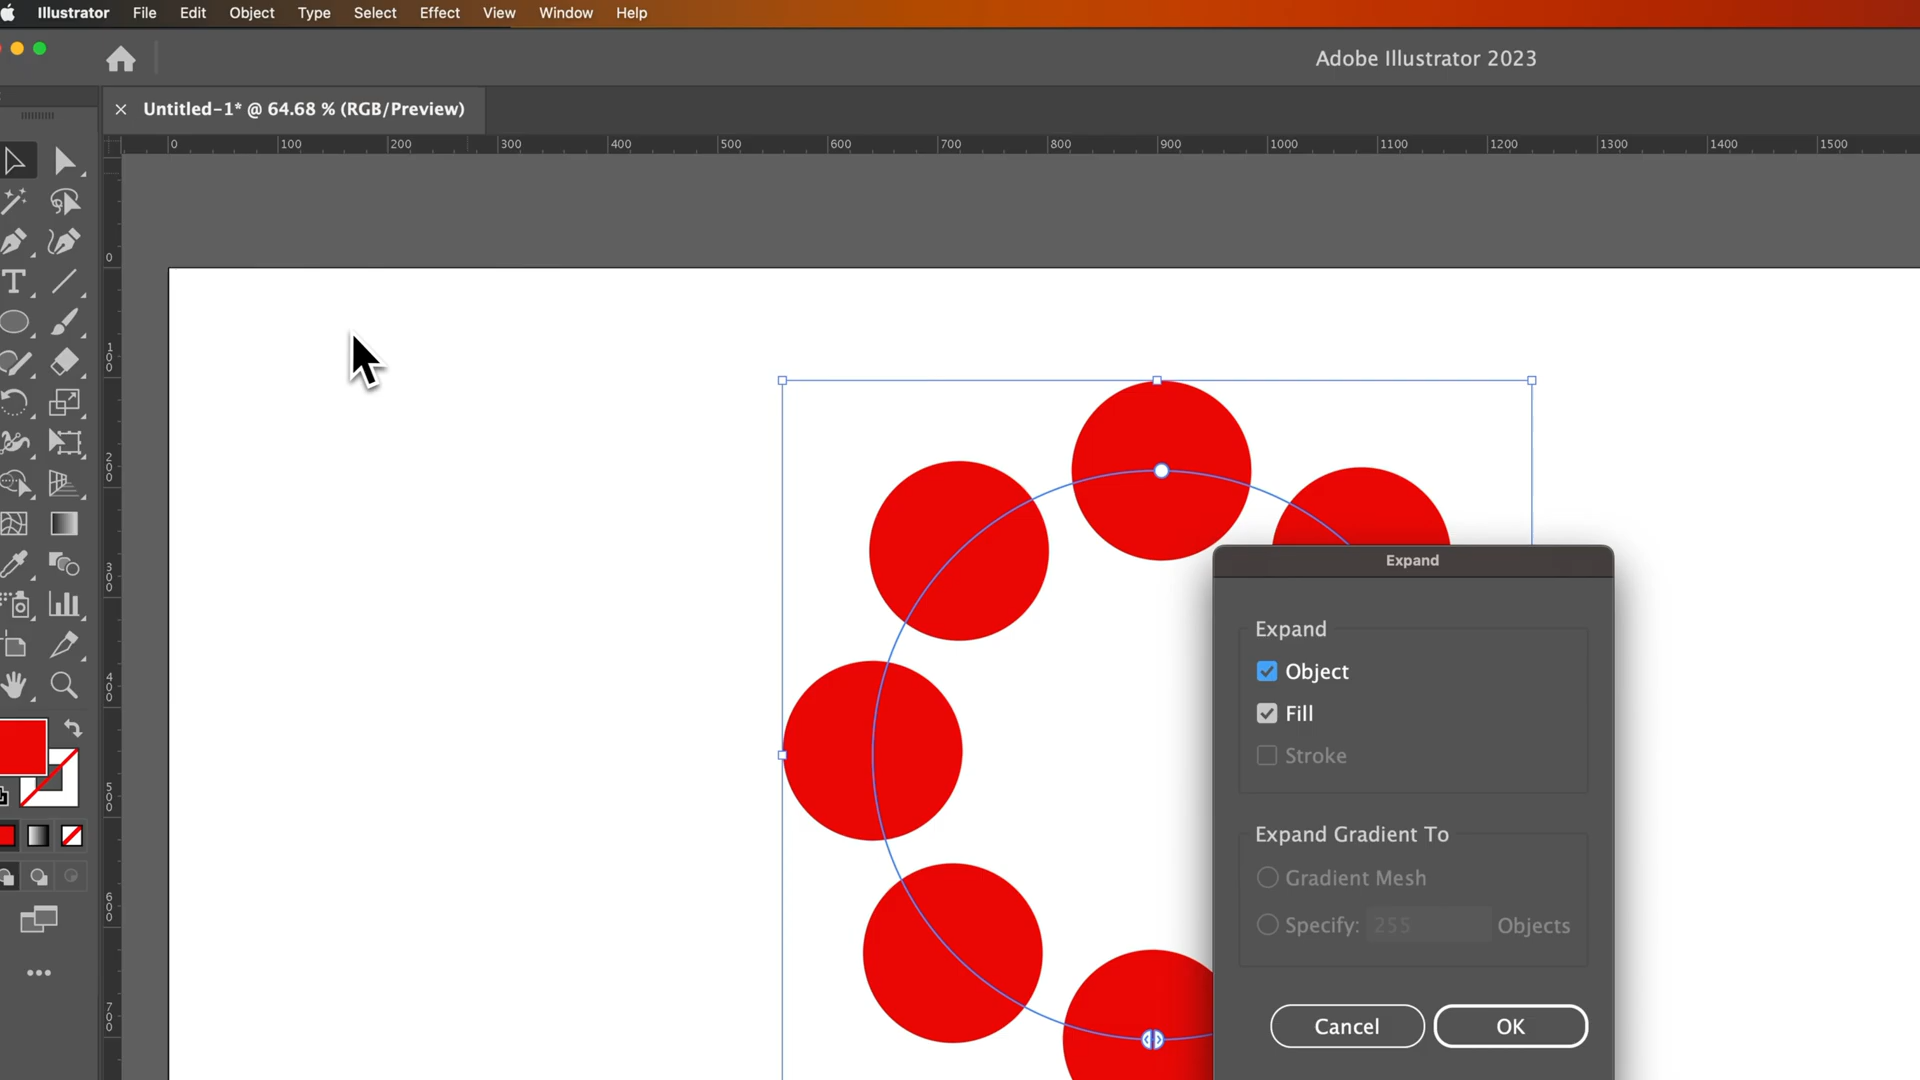 Illustrator File Edit Object Type Select Effect View Window Help
Adobe Illustrator 2023
Untitled-1* @ 64.68 % (RGB/Preview)
0 100 200 300 400 500 600 700 800 900 1000 1100 1200 1300 1400 1500
0
100
200
300
400
500
600
700
Expand
Expand
Object
Fill
Stroke
Expand Gradient To
Gradient Mesh
Specify: 255 Objects
Cancel OK